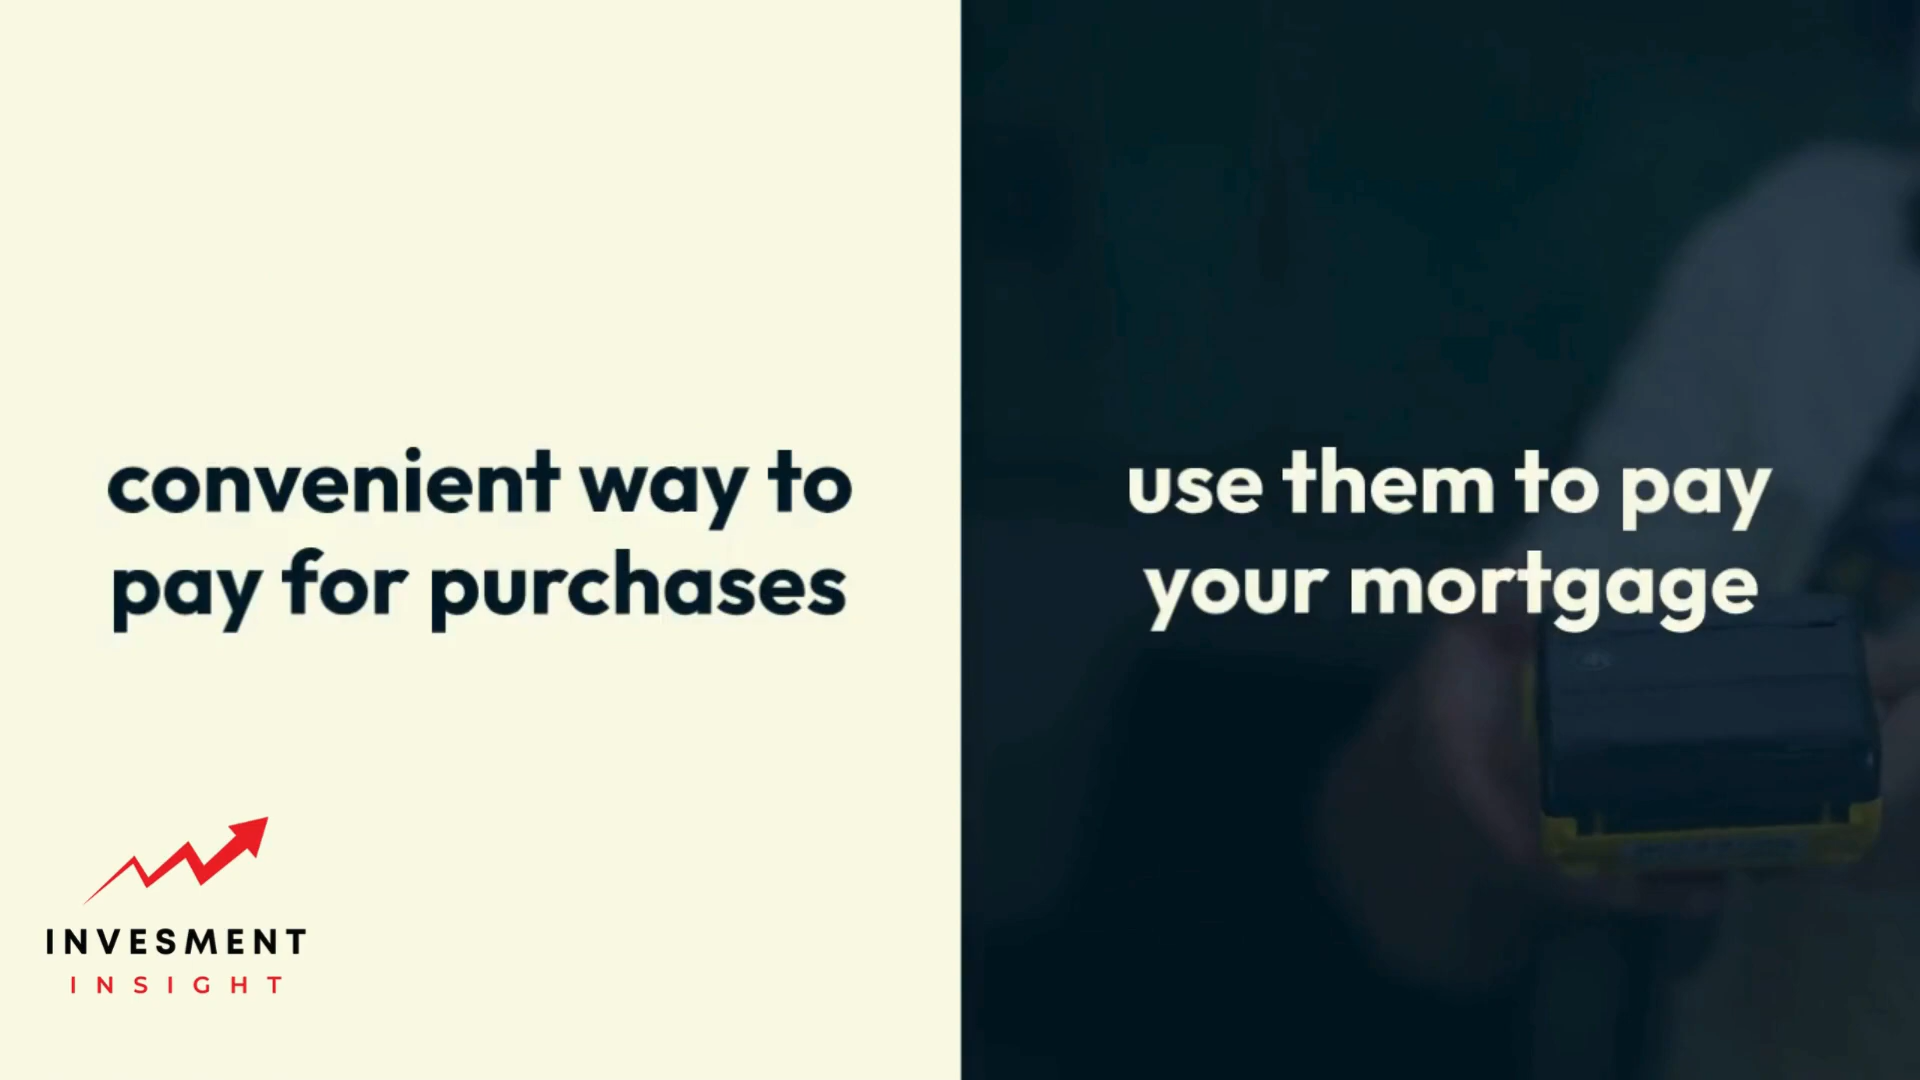 convenient way to
pay for purchases
use them to pay
your mortgage
INVESMENT
INSIGHT